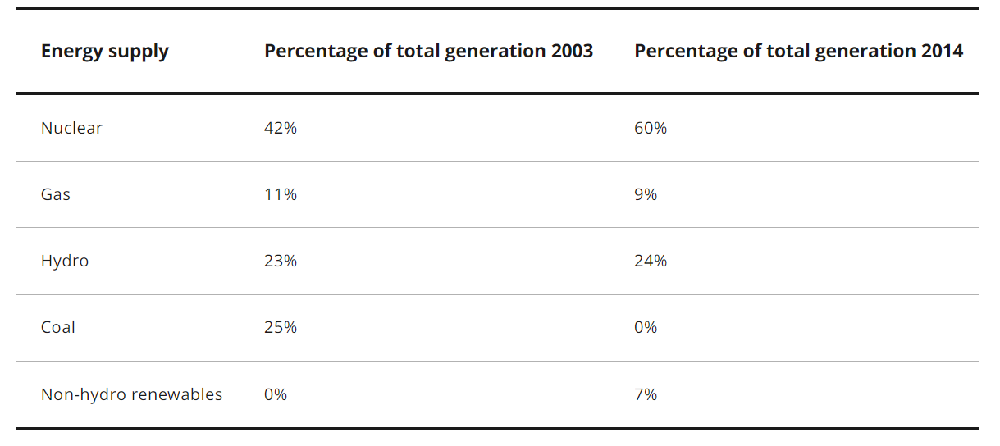 Energy supply Percentage of total generation 2003 Percentage of total generation 2014
Nuclear 42% 60%
Gas 11% 9%
Hydro 23% 24%
Coal 25% 0%
Non-hydro renewables 0% 7%